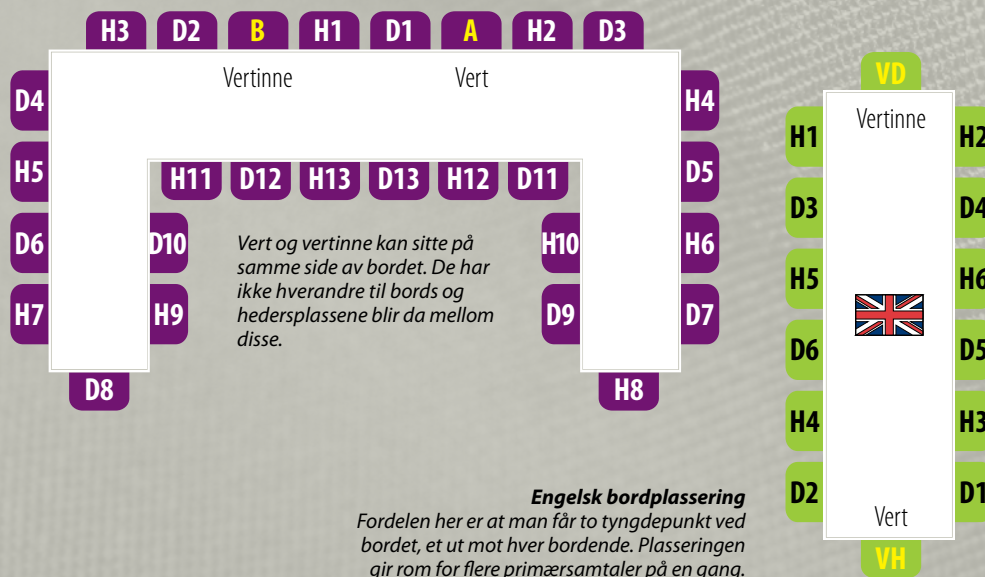 H3 D2 B H1 D1 A H2 D3
Vertinne Vert
D4 H4
H5 D5
H11 D12 H13 D13 H12 D11
D6 D10 H10 H6
H7 H9 D9 D7
D8 H8
Vert og vertinne kan sitte på
samme side av bordet. De har
ikke hverandre til bords og
hedersplassene blir da mellom
disse.
Engelsk bordplassering
Fordelen her er at man får to tyngdepunkt ved
bordet, et ut mot hver bordende. Plasseringen
gir rom for flere primærsamtaler på en gang.
VD
Vertinne
H1 H2
D3 D4
H5 H6
D6 D5
H4 H3
D2 D1
Vert
VH